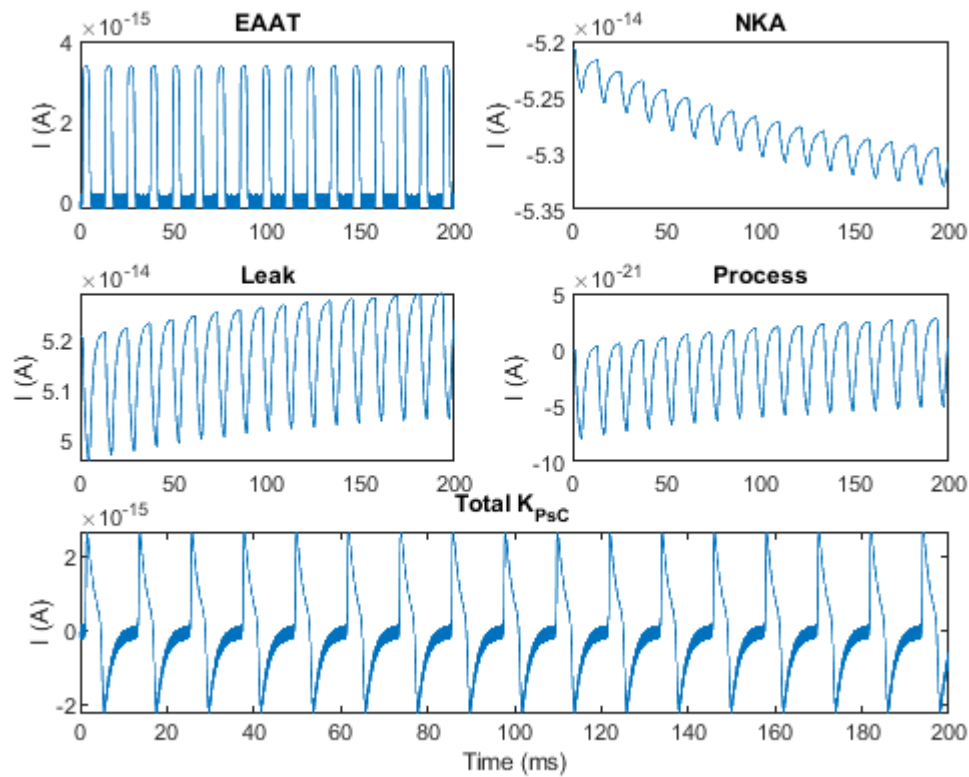 EAAT
×10^-15
I (A)
4
2
0
0 50 100 150 200
NKA
×10^-14
I (A)
-5.2
-5.25
-5.3
-5.35
0 50 100 150 200
Leak
×10^-14
I (A)
5.2
5.1
5
0 50 100 150 200
Process
×10^-21
I (A)
5
0
-5
-10
0 50 100 150 200
Total K_PsC
×10^-15
I (A)
2
0
-2
0 20 40 60 80 100 120 140 160 180 200
Time (ms)